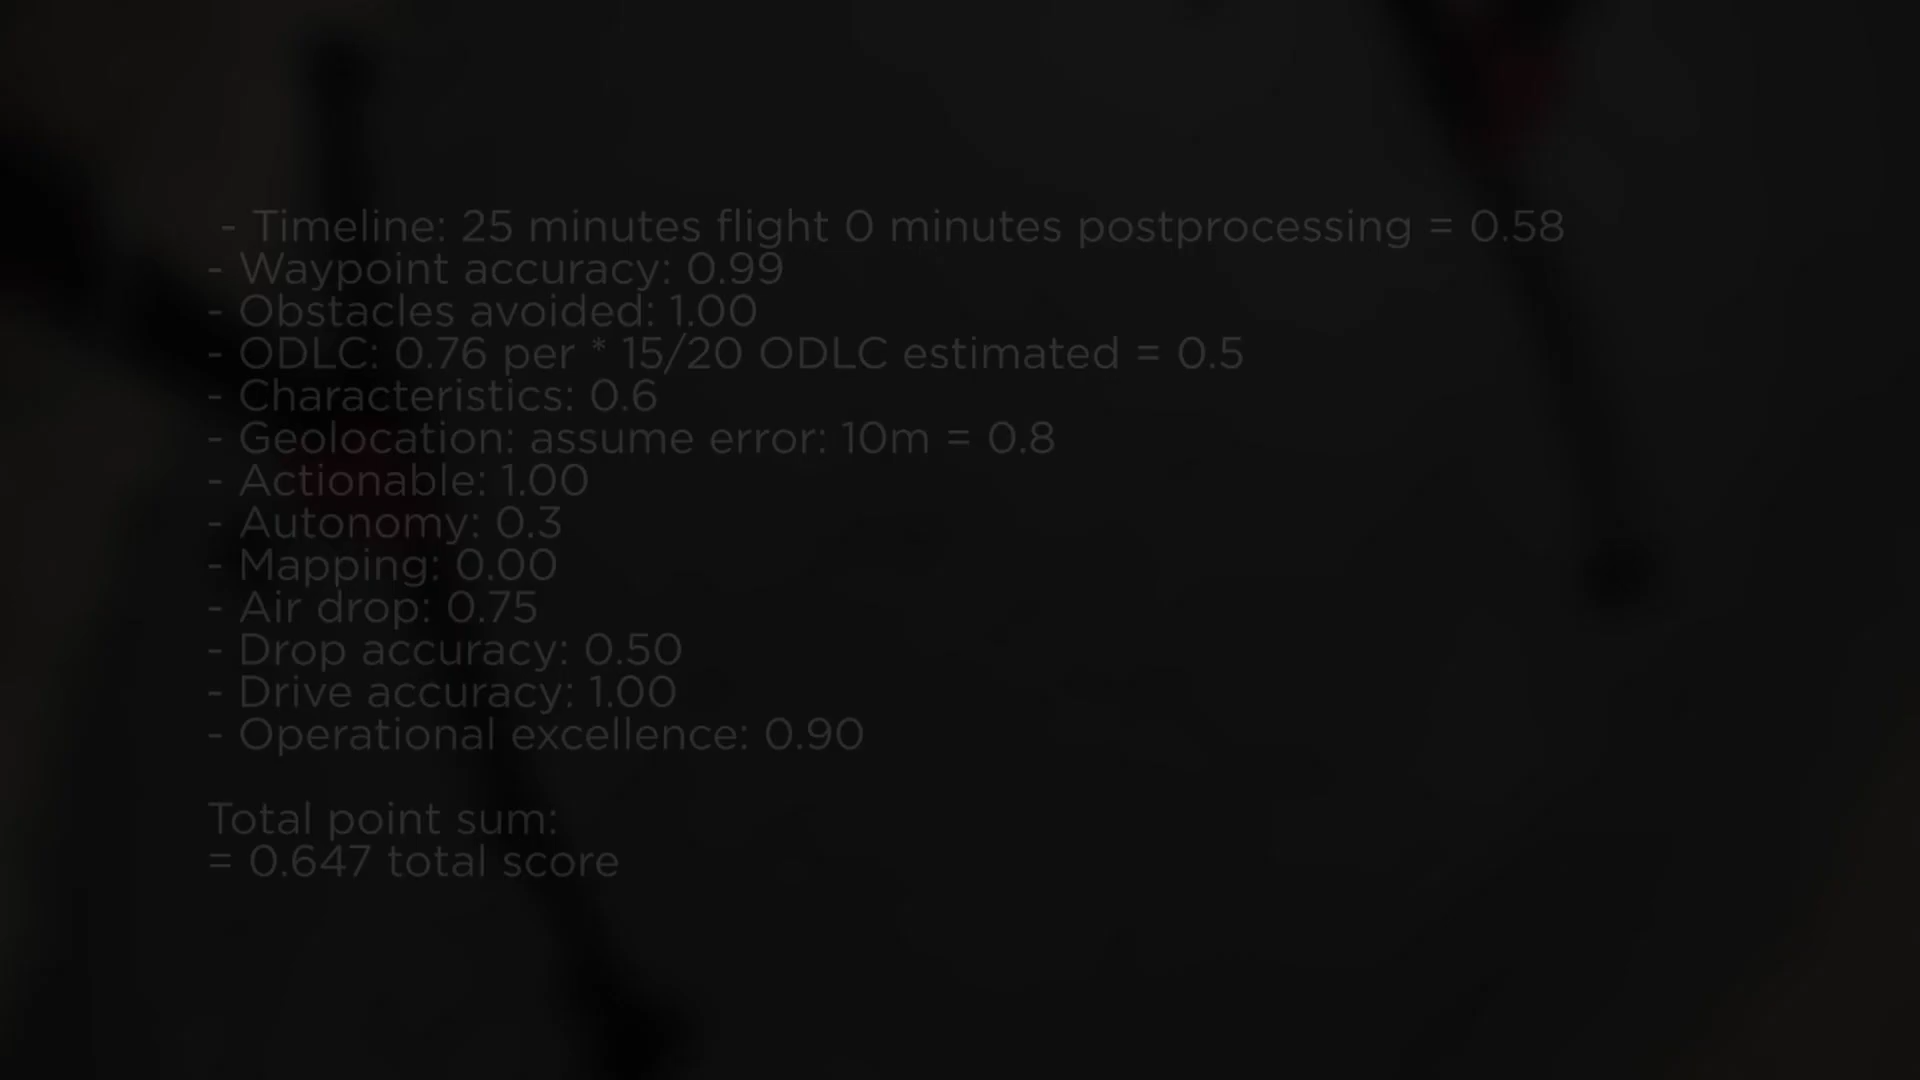 - Timeline: 25 minutes flight 0 minutes postprocessing = 0.58
- Waypoint accuracy: 0.99
- Obstacles avoided: 1.00
- ODLC: 0.76 per * 15/20 ODLC estimated = 0.5
- Characteristics: 0.6
- Geolocation: assume error: 10m = 0.8
- Actionable: 1.00
- Autonomy: 0.3
- Mapping: 0.00
- Air drop: 0.75
- Drop accuracy: 0.50
- Drive accuracy: 1.00
- Operational excellence: 0.90
Total point sum:
= 0.647 total score